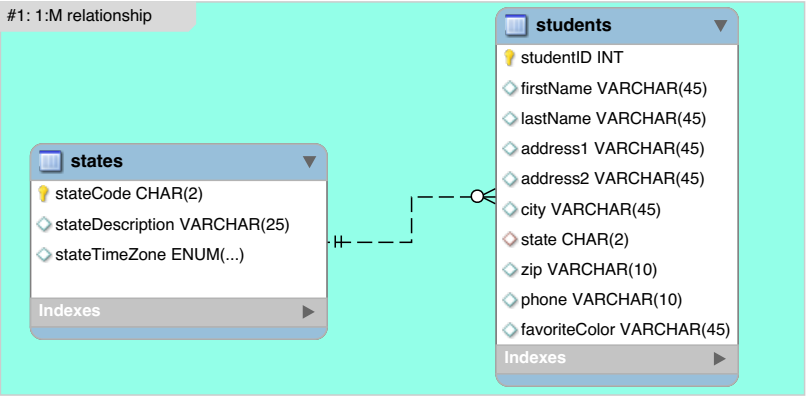 #1: 1:M relationship
states
stateCode CHAR(2)
stateDescription VARCHAR(25)
stateTimeZone ENUM(...)
Indexes
students
studentID INT
firstName VARCHAR(45)
lastName VARCHAR(45)
address1 VARCHAR(45)
address2 VARCHAR(45)
city VARCHAR(45)
state CHAR(2)
zip VARCHAR(10)
phone VARCHAR(10)
favoriteColor VARCHAR(45)
Indexes